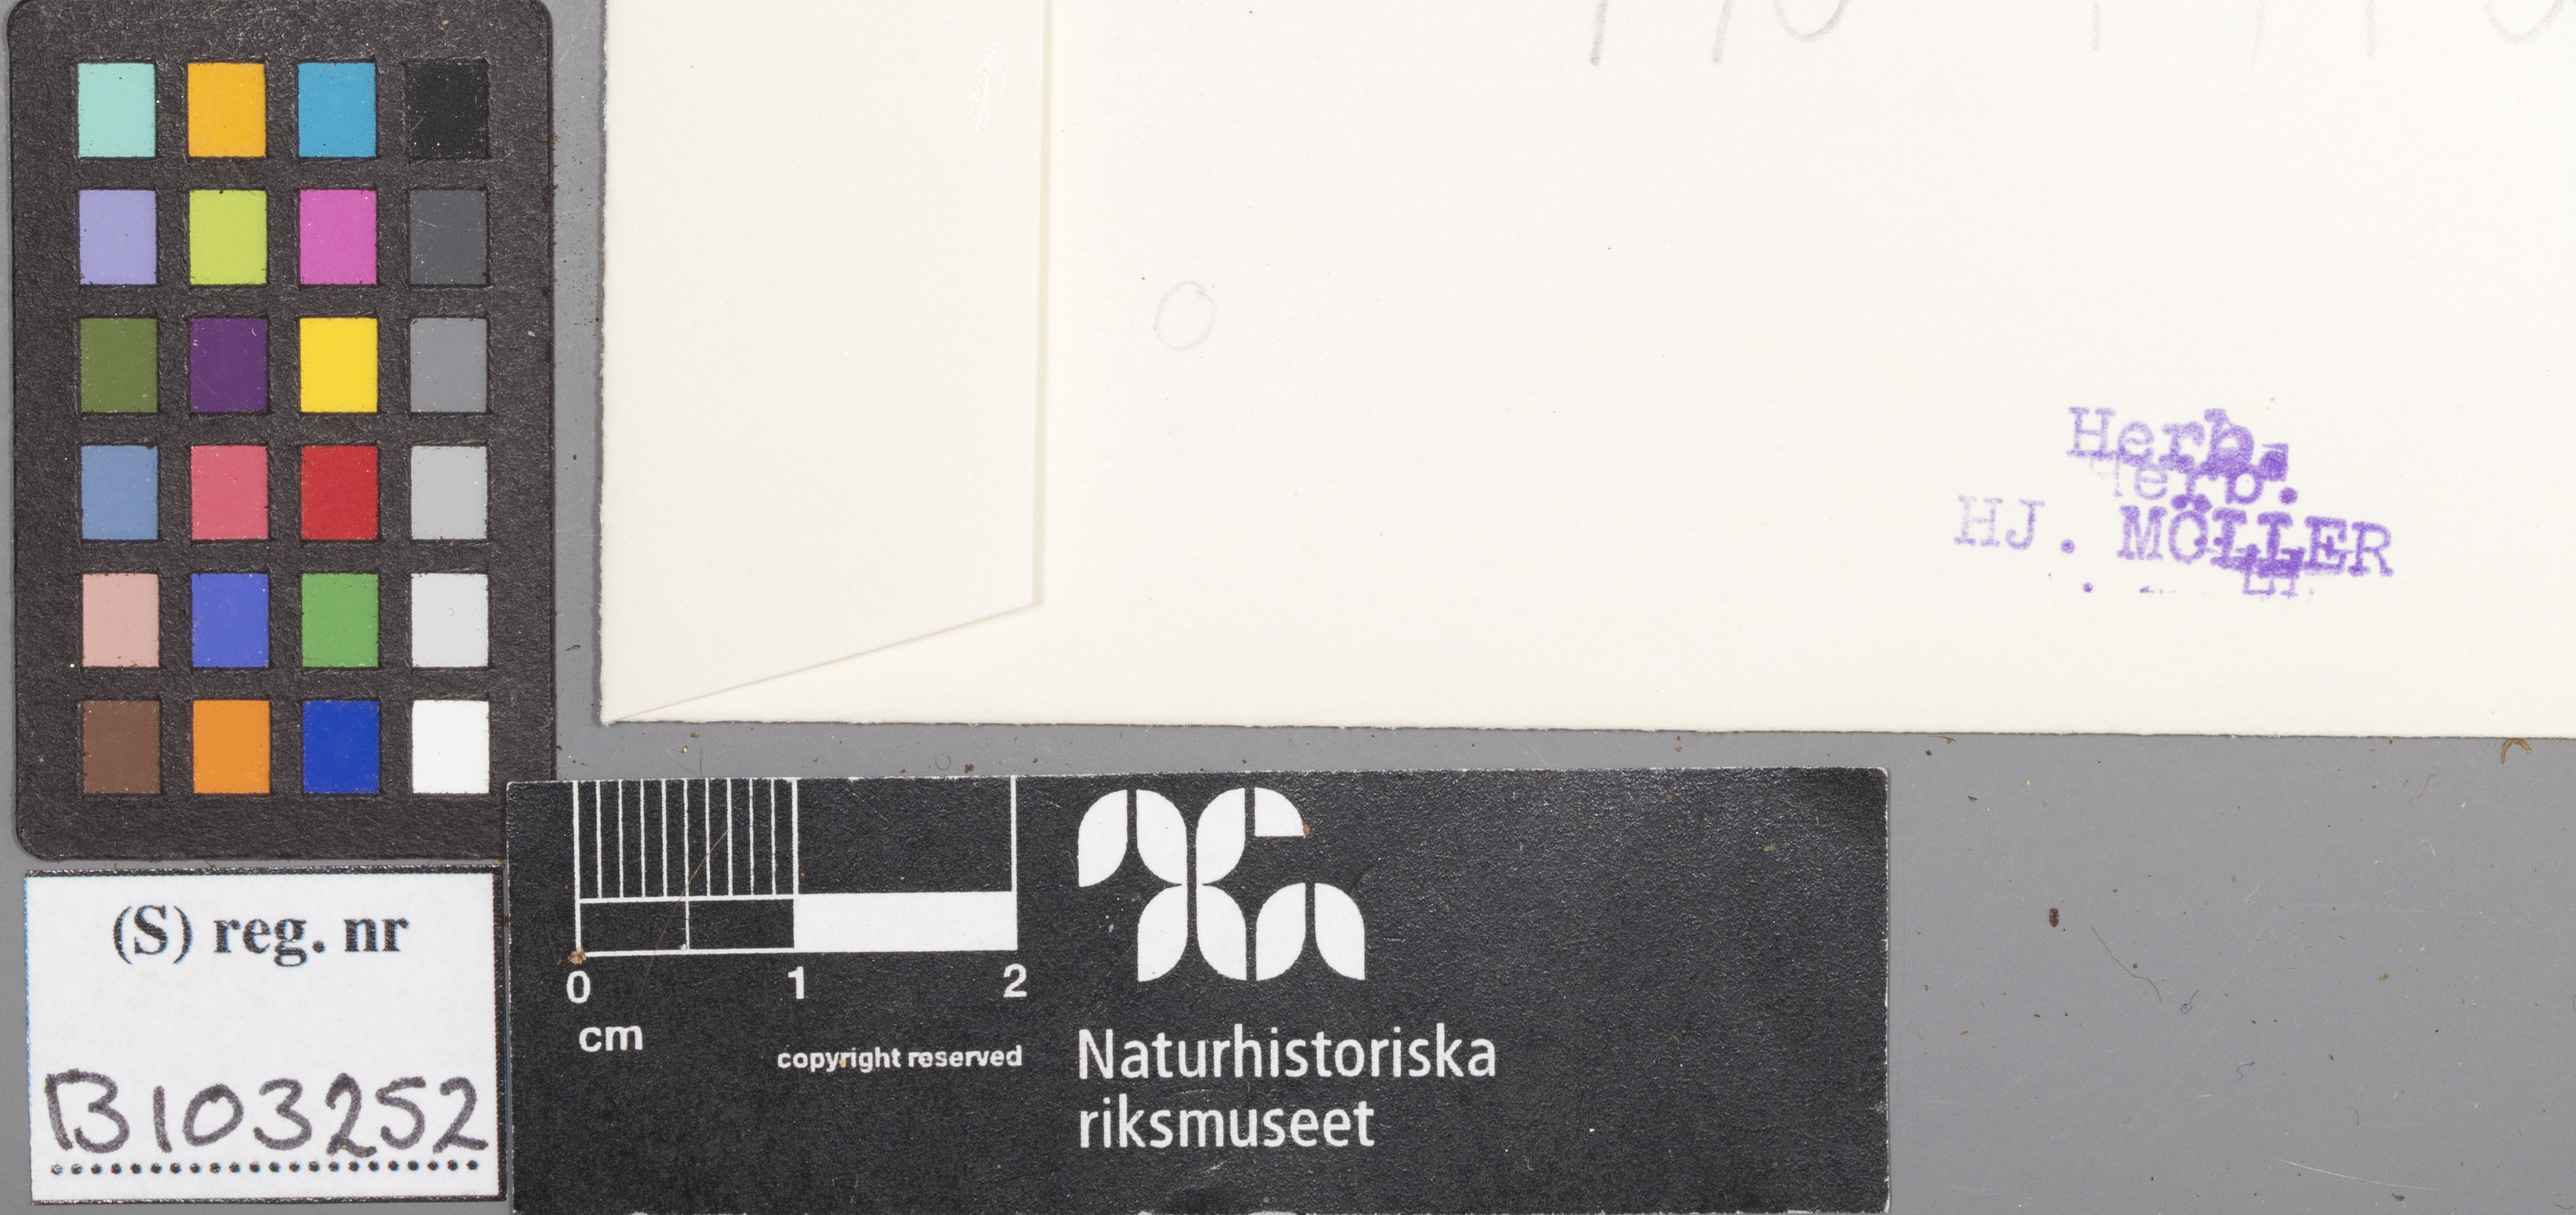 Herb.
HJ. MÖLLER
(S) reg. nr
B103252
0 1 2
cm
copyright reserved
Naturhistoriska
riksmuseet